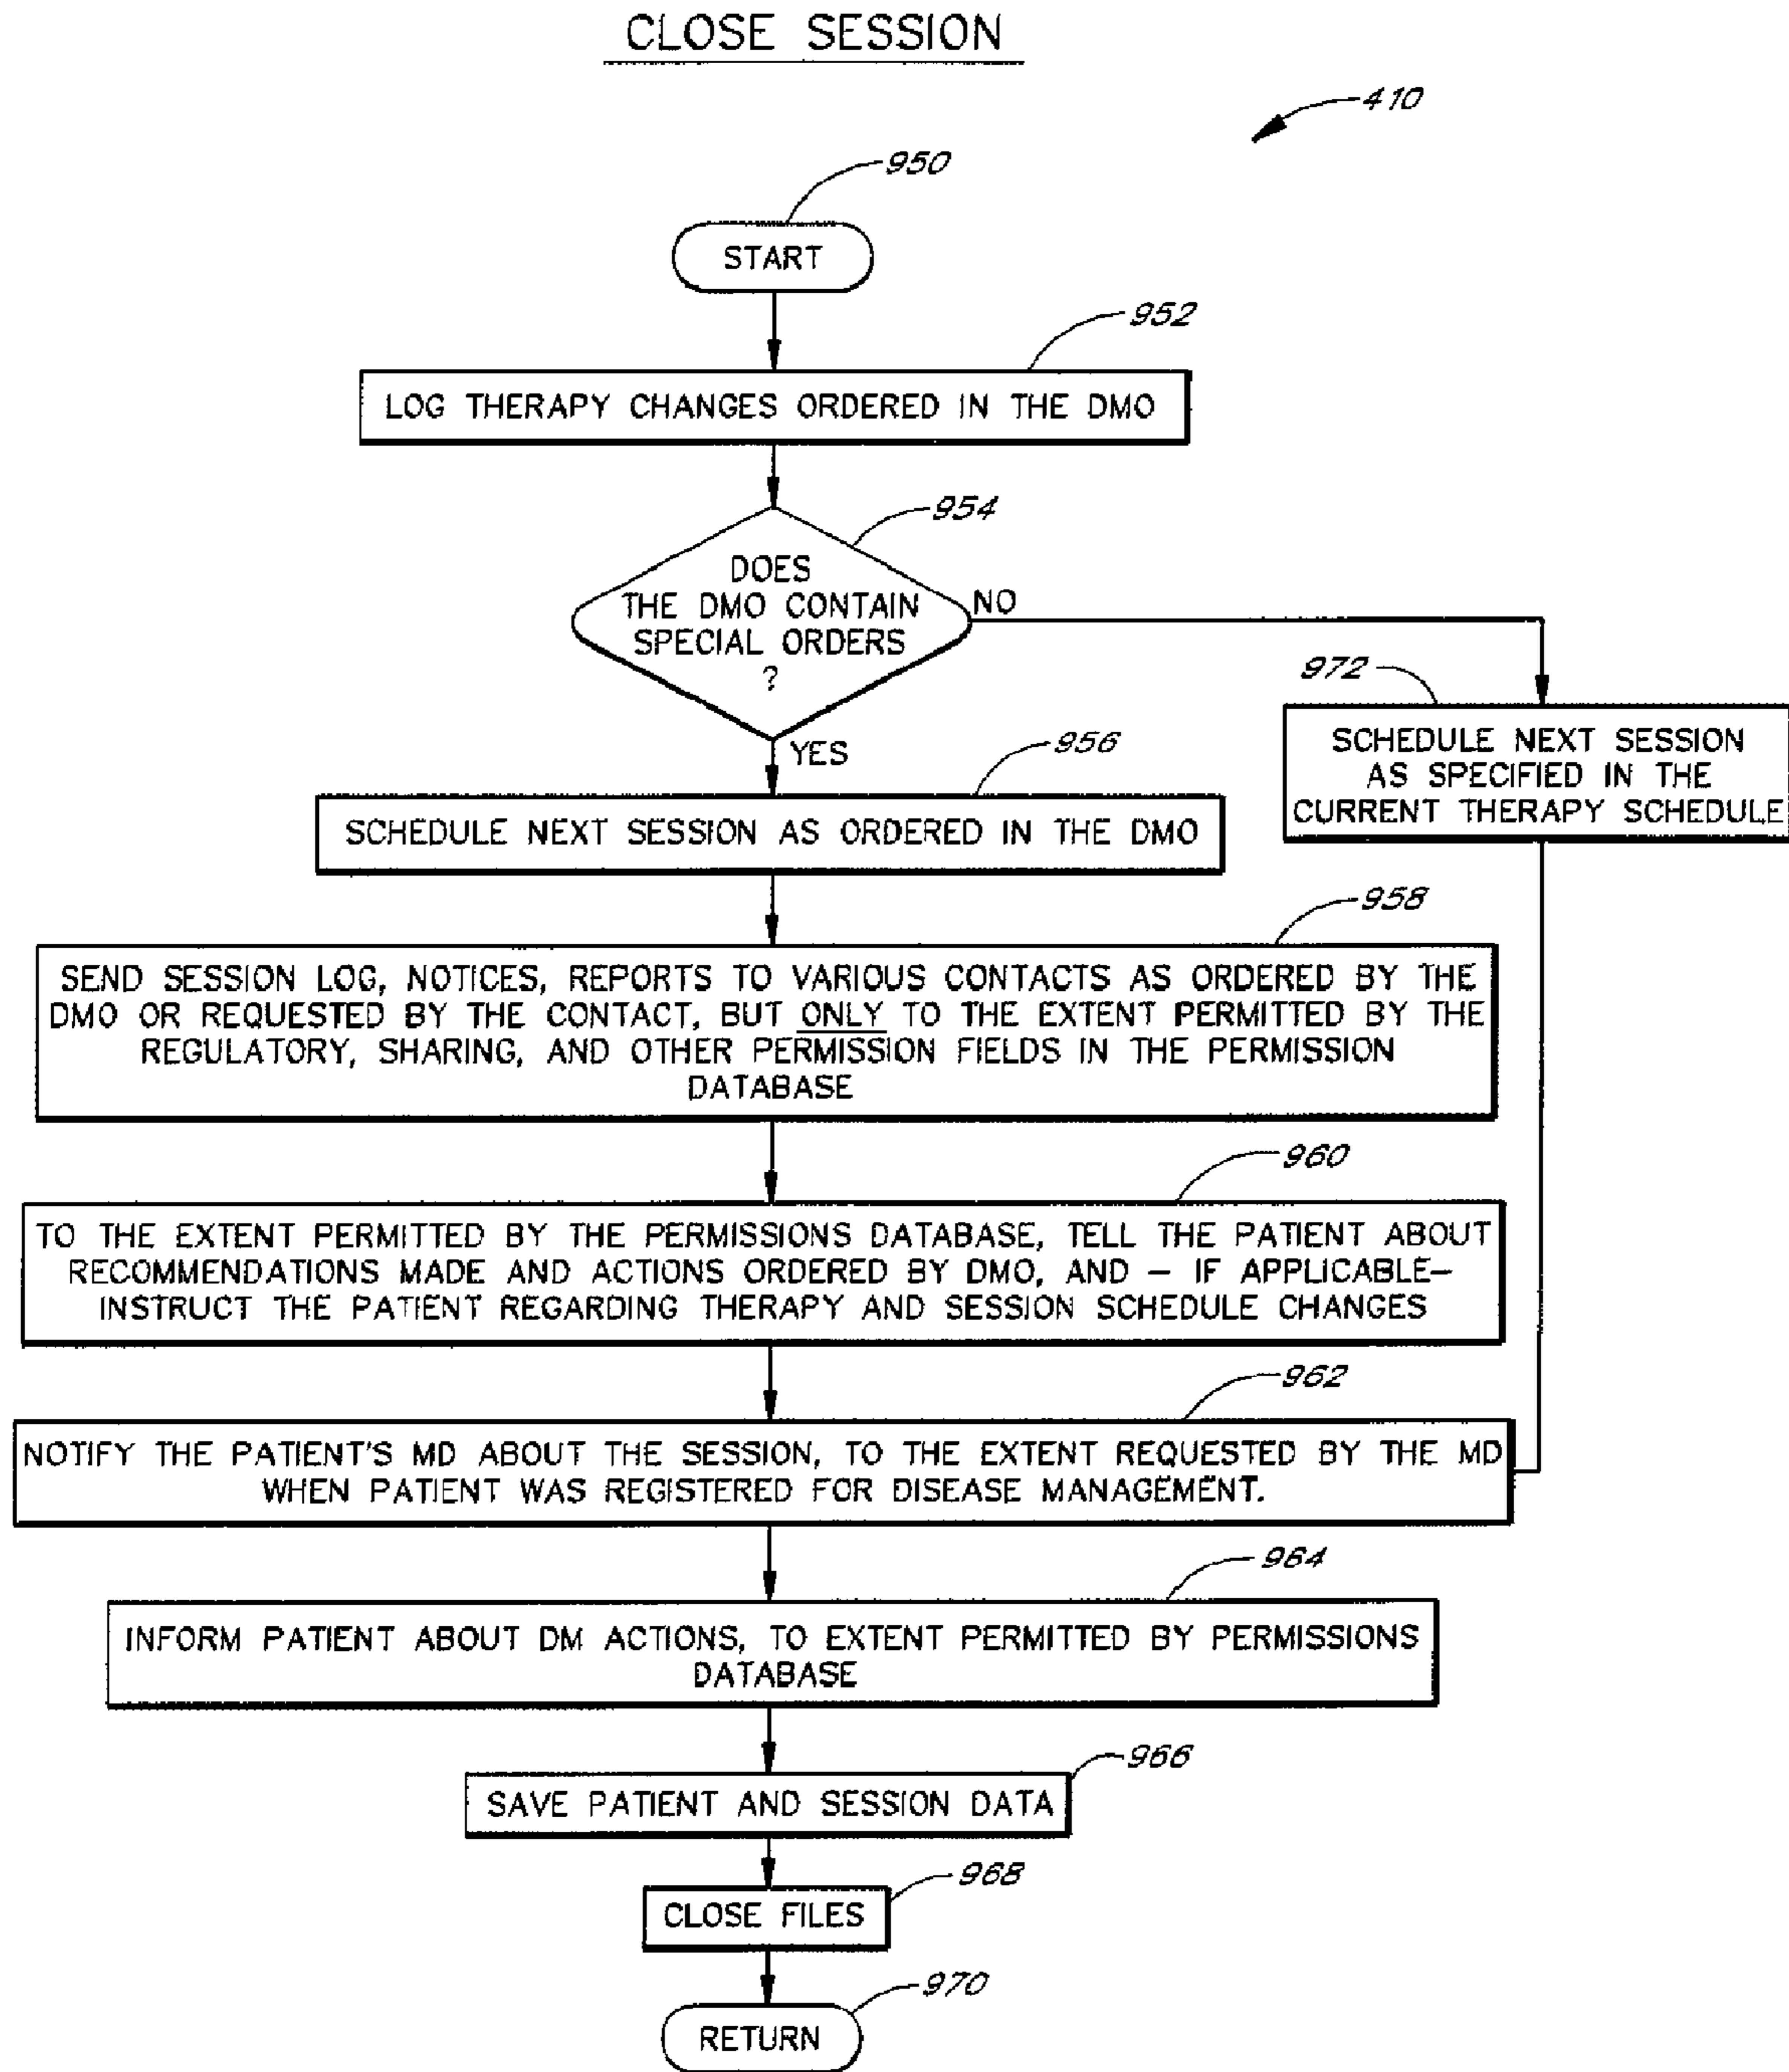 CLOSE SESSION
410
950
START
952
LOG THERAPY CHANGES ORDERED IN THE DMO
954
DOES
THE DMO CONTAIN
SPECIAL ORDERS
?
NO
YES
972
SCHEDULE NEXT SESSION
AS SPECIFIED IN THE
CURRENT THERAPY SCHEDULE
956
SCHEDULE NEXT SESSION AS ORDERED IN THE DMO
958
SEND SESSION LOG, NOTICES, REPORTS TO VARIOUS CONTACTS AS ORDERED BY THE
DMO OR REQUESTED BY THE CONTACT, BUT ONLY TO THE EXTENT PERMITTED BY THE
REGULATORY, SHARING, AND OTHER PERMISSION FIELDS IN THE PERMISSION
DATABASE
960
TO THE EXTENT PERMITTED BY THE PERMISSIONS DATABASE, TELL THE PATIENT ABOUT
RECOMMENDATIONS MADE AND ACTIONS ORDERED BY DMO, AND – IF APPLICABLE–
INSTRUCT THE PATIENT REGARDING THERAPY AND SESSION SCHEDULE CHANGES
962
NOTIFY THE PATIENT'S MD ABOUT THE SESSION, TO THE EXTENT REQUESTED BY THE MD
WHEN PATIENT WAS REGISTERED FOR DISEASE MANAGEMENT.
964
INFORM PATIENT ABOUT DM ACTIONS, TO EXTENT PERMITTED BY PERMISSIONS
DATABASE
966
SAVE PATIENT AND SESSION DATA
968
CLOSE FILES
970
RETURN